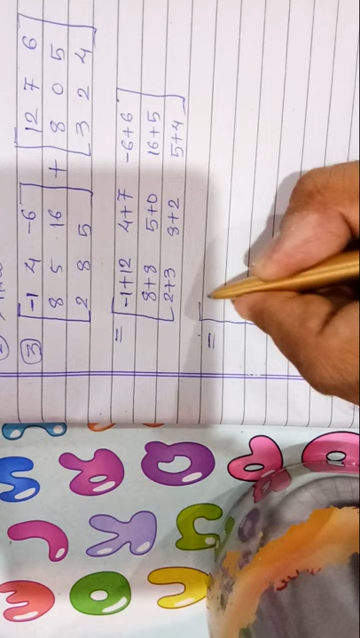 ③ [-1 4 -6] + [12 7 6]
8 5 16 8 0 5
2 8 5 3 2 4
= [-1+12 4+7 -6+6]
8+8 5+0 16+5
2+3 8+2 5+4
= [